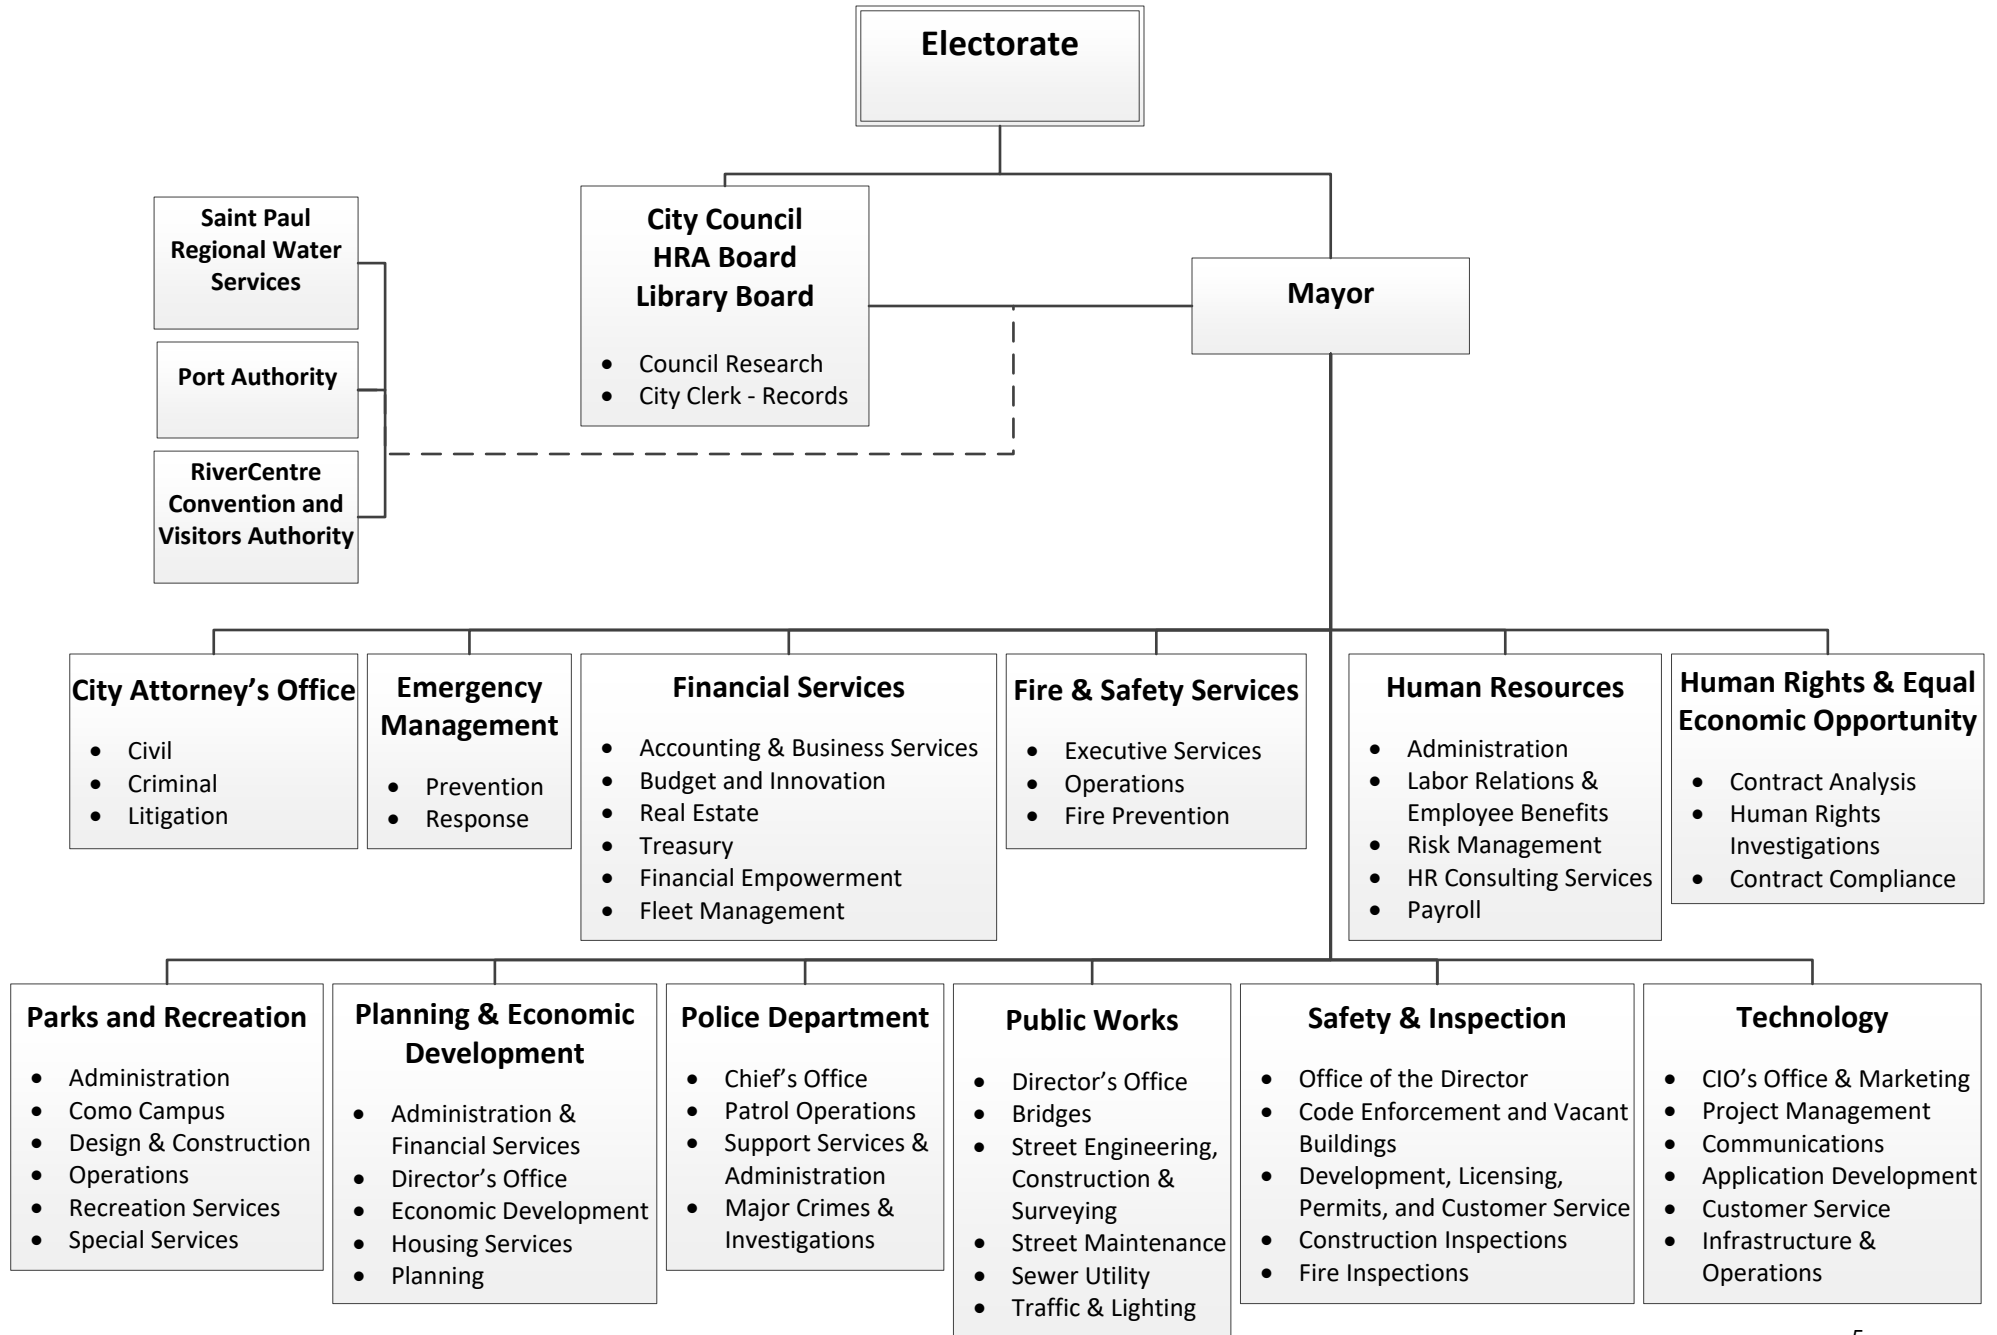 Electorate
Saint Paul
Regional Water
Services
Port Authority
RiverCentre
Convention and
Visitors Authority
City Council
HRA Board
Library Board
• Council Research
• City Clerk - Records
Mayor
City Attorney’s Office
• Civil
• Criminal
• Litigation
Emergency
Management
• Prevention
• Response
Financial Services
• Accounting & Business Services
• Budget and Innovation
• Real Estate
• Treasury
• Financial Empowerment
• Fleet Management
Fire & Safety Services
• Executive Services
• Operations
• Fire Prevention
Human Resources
• Administration
• Labor Relations &
Employee Benefits
• Risk Management
• HR Consulting Services
• Payroll
Human Rights & Equal
Economic Opportunity
• Contract Analysis
• Human Rights
Investigations
• Contract Compliance
Parks and Recreation
• Administration
• Como Campus
• Design & Construction
• Operations
• Recreation Services
• Special Services
Planning & Economic
Development
• Administration &
Financial Services
• Director’s Office
• Economic Development
• Housing Services
• Planning
Police Department
• Chief’s Office
• Patrol Operations
• Support Services &
Administration
• Major Crimes &
Investigations
Public Works
• Director’s Office
• Bridges
• Street Engineering,
Construction &
Surveying
• Street Maintenance
• Sewer Utility
• Traffic & Lighting
Safety & Inspection
• Office of the Director
• Code Enforcement and Vacant
Buildings
• Development, Licensing,
Permits, and Customer Service
• Construction Inspections
• Fire Inspections
Technology
• CIO’s Office & Marketing
• Project Management
• Communications
• Application Development
• Customer Service
• Infrastructure &
Operations